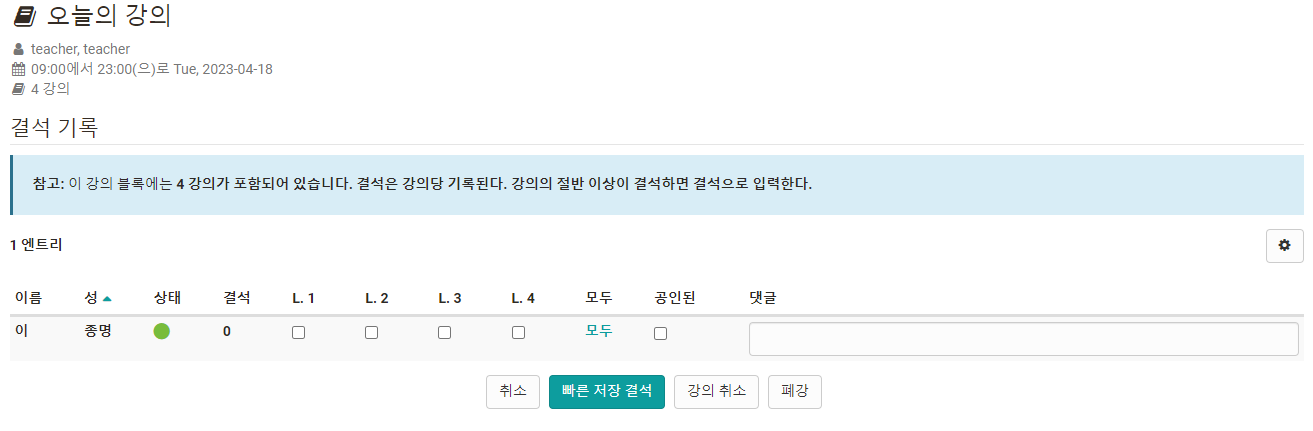 오늘의 강의
teacher, teacher
09:00에서 23:00(으)로 Tue, 2023-04-18
4 강의
결석 기록
참고: 이 강의 블록에는 4 강의가 포함되어 있습니다. 결석은 강의당 기록된다. 강의의 절반 이상이 결석하면 결석으로 입력한다.
1 엔트리
이름 성 상태 결석 L. 1 L. 2 L. 3 L. 4 모두 공인된 댓글
이 종명 0 모두
취소 빠른 저장 결석 강의 취소 폐강